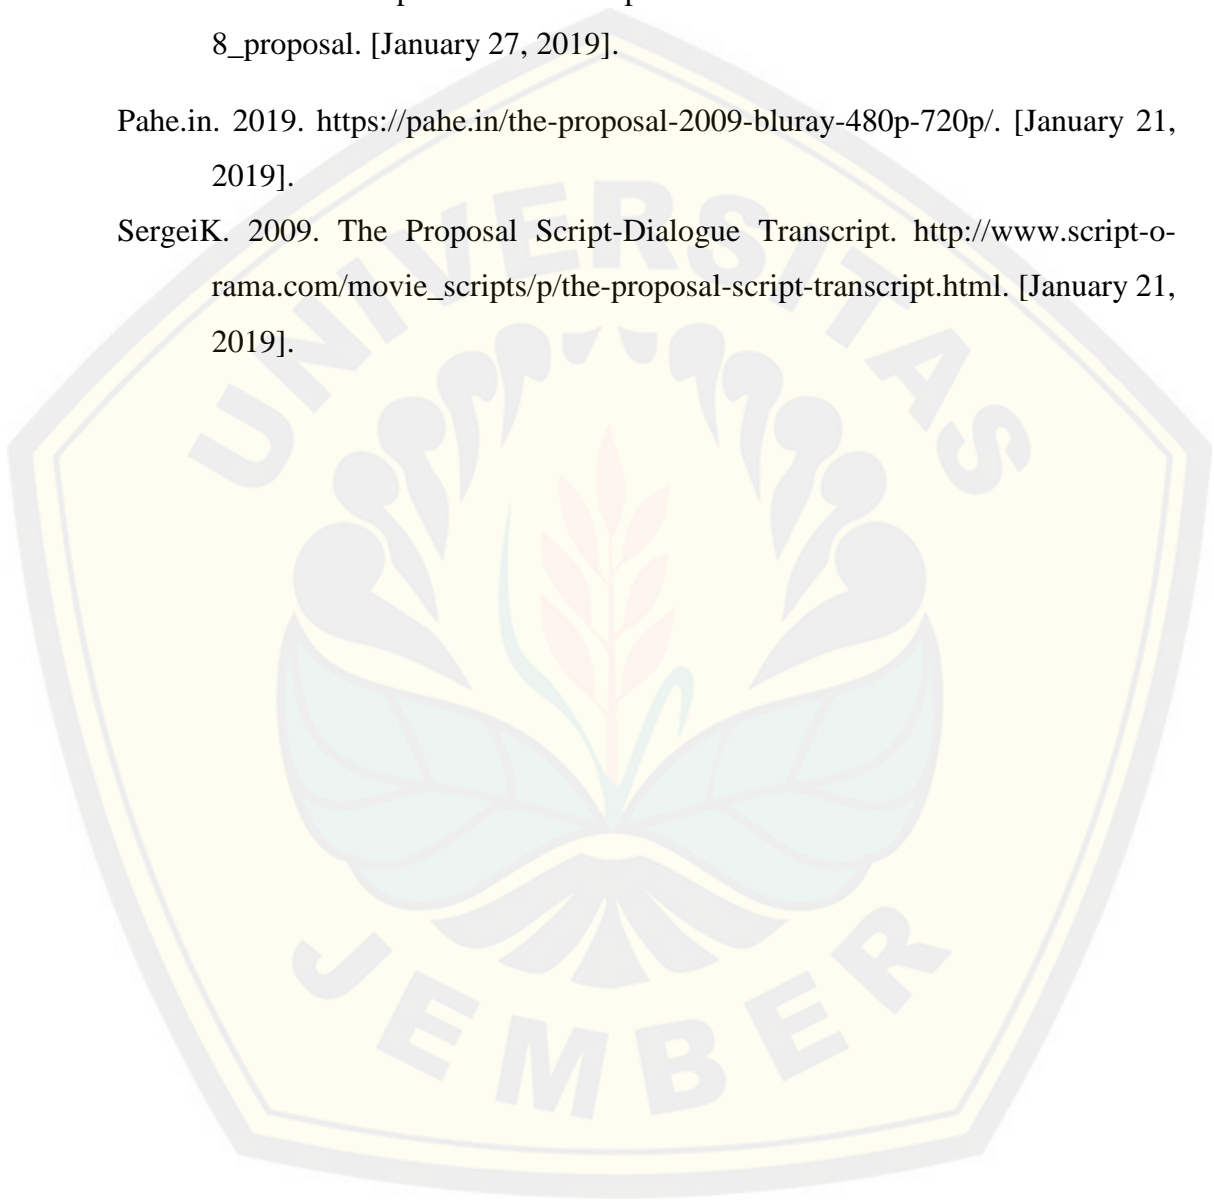 8_proposal. [January 27, 2019].
Pahe.in. 2019. https://pahe.in/the-proposal-2009-bluray-480p-720p/. [January 21,
2019].
SergeiK. 2009. The Proposal Script-Dialogue Transcript. http://www.script-o-
rama.com/movie_scripts/p/the-proposal-script-transcript.html. [January 21,
2019].
UNIVERSITAS
JEMBER